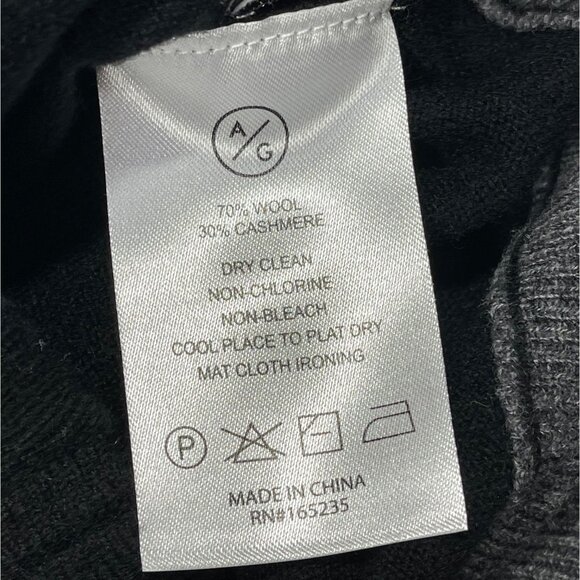 A/G
70% WOOL
30% CASHMERE
DRY CLEAN
NON-CHLORINE
NON-BLEACH
COOL PLACE TO PLAT DRY
MAT CLOTH IRONING
P
MADE IN CHINA
RN#165235